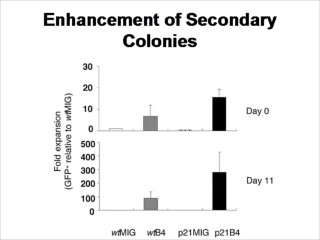 Enhancement of Secondary
Colonies
Fold expansion
(GFP+ relative to wtMIG)
30
20
10
0
Day 0
500
400
300
200
100
0
Day 11
wtMIG wtB4 p21MIG p21B4